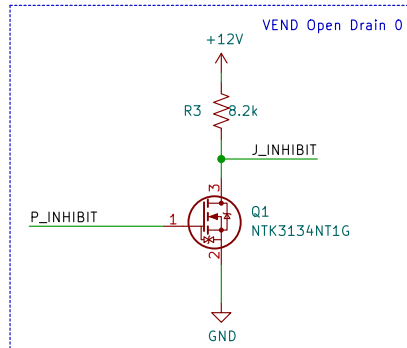 VEND Open Drain 0
+12V
R3 8.2k
J_INHIBIT
3
P_INHIBIT
1
Q1
NTK3134NT1G
2
GND